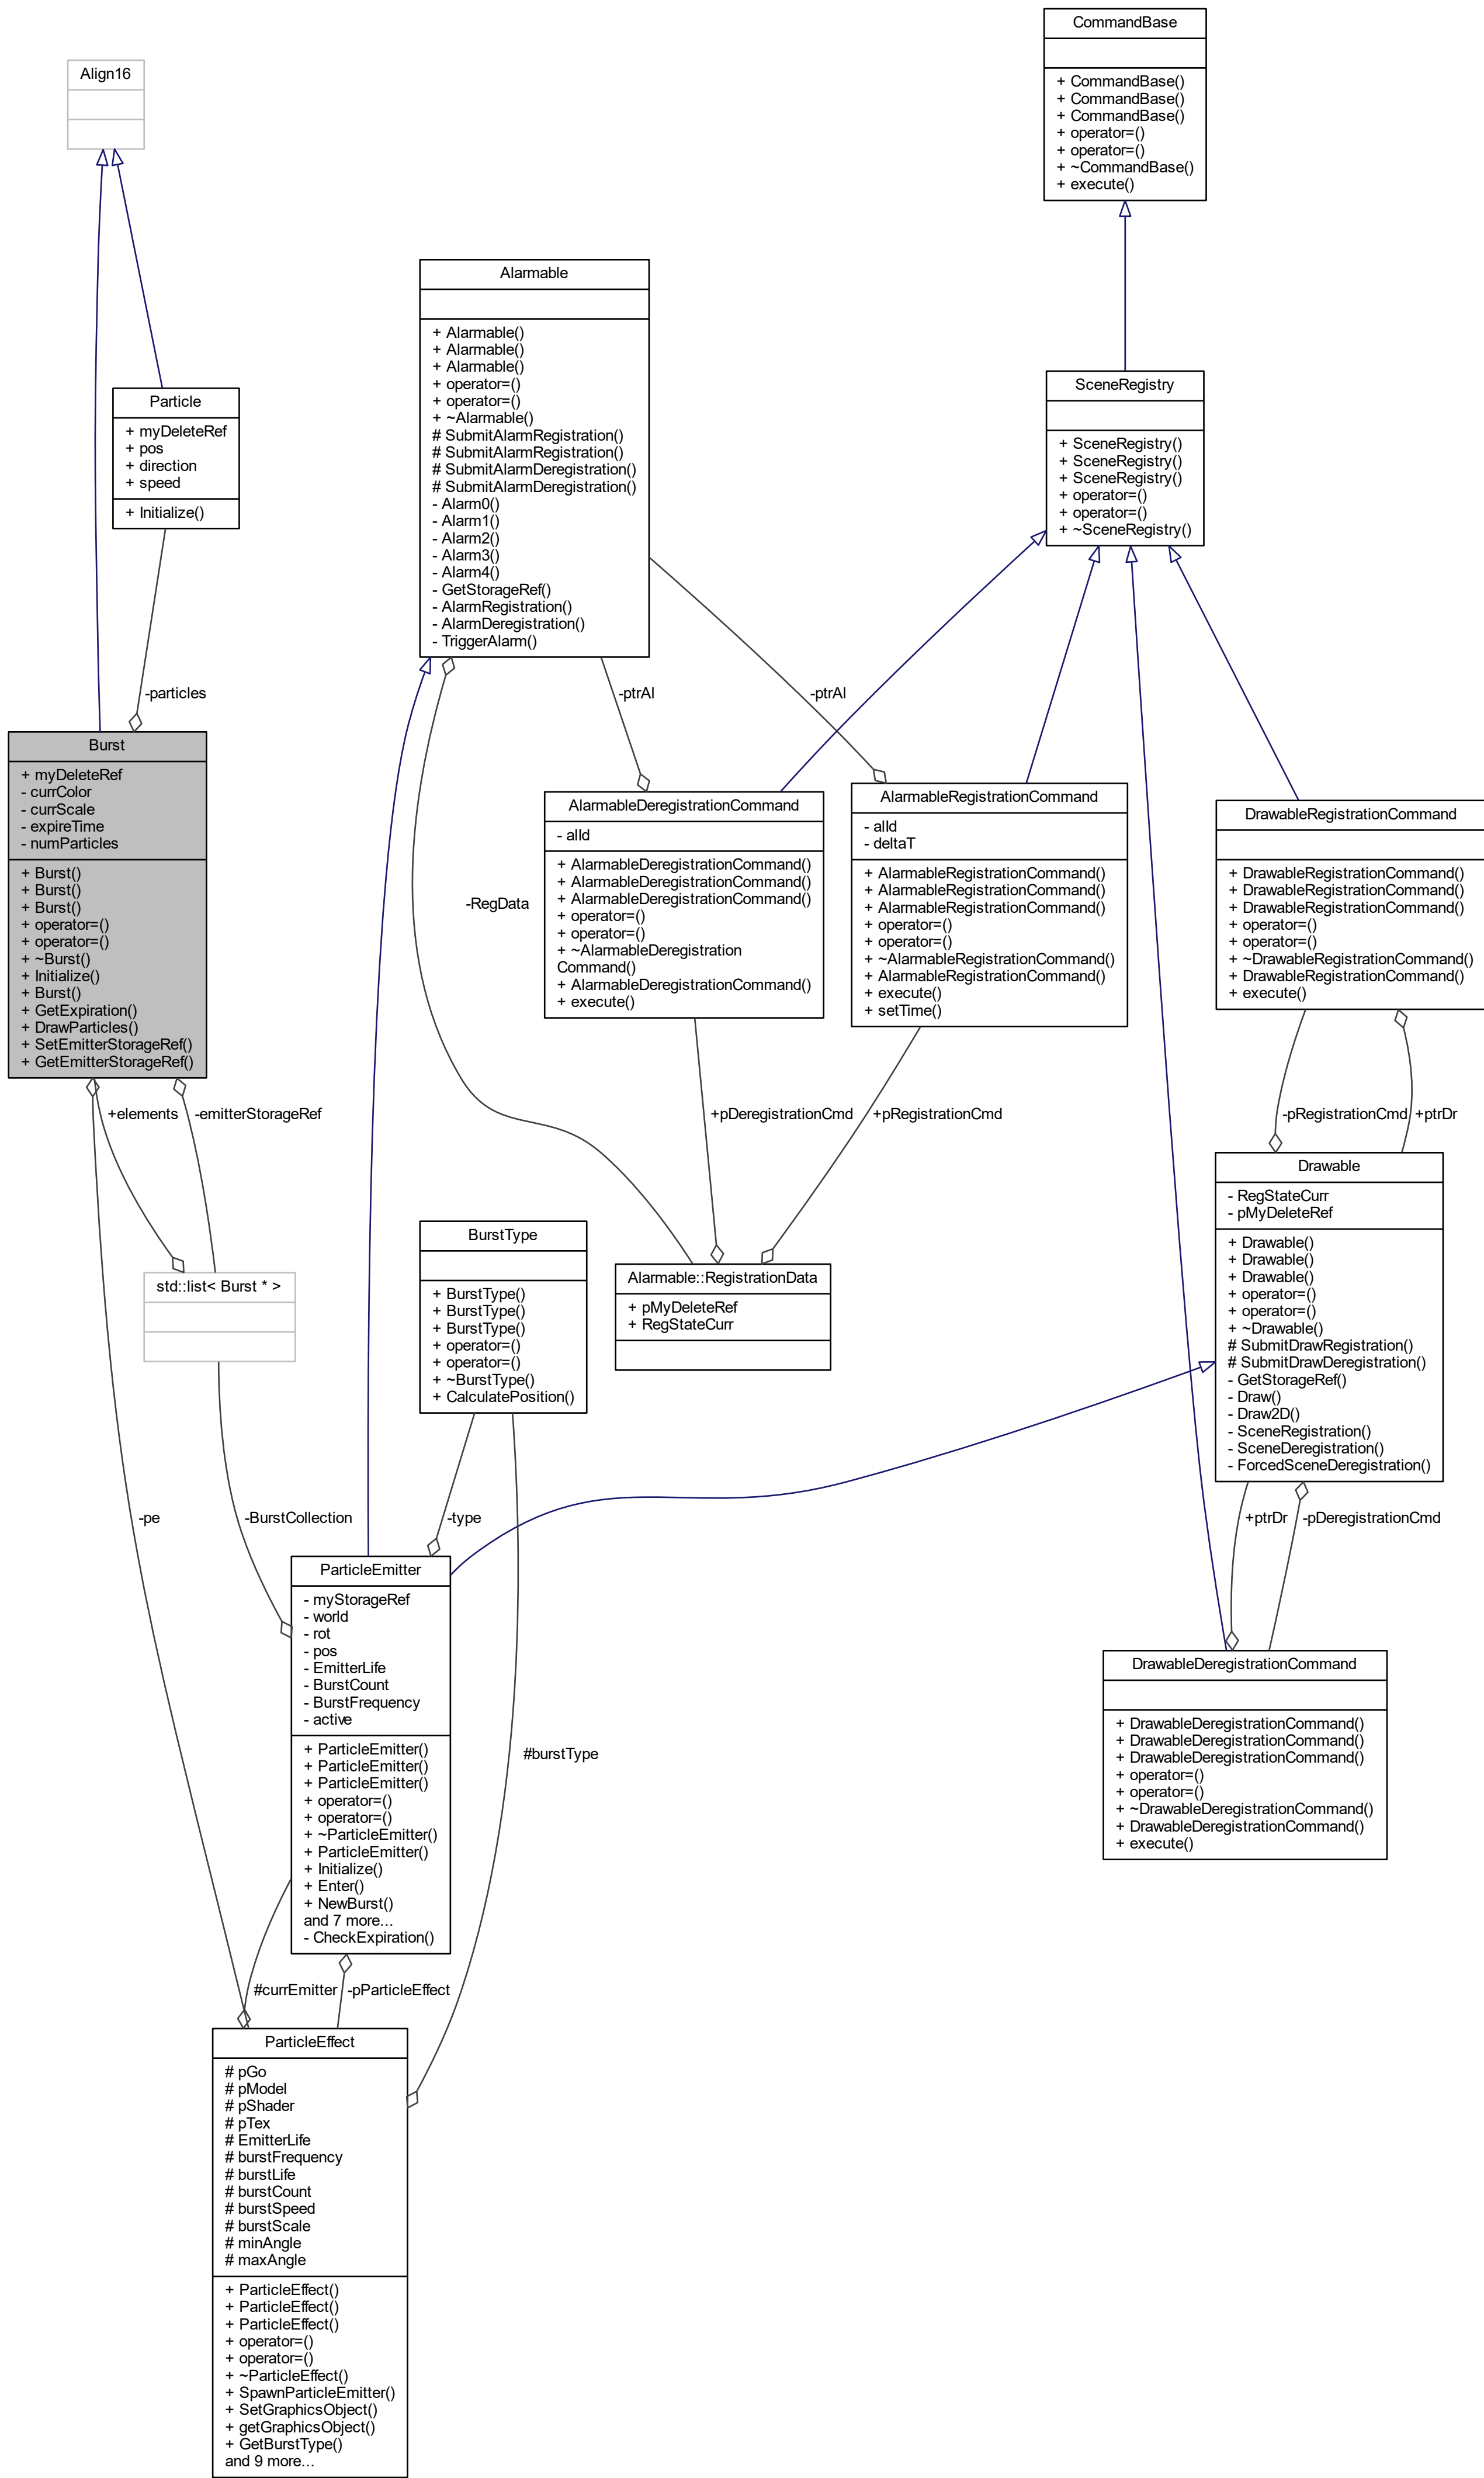 CommandBase
+ CommandBase()
+ CommandBase()
+ CommandBase()
+ operator=()
+ operator=()
+ ~CommandBase()
+ execute()
Align16
Alarmable
+ Alarmable()
+ Alarmable()
+ Alarmable()
+ operator=()
+ operator=()
+ ~Alarmable()
# SubmitAlarmRegistration()
# SubmitAlarmRegistration()
# SubmitAlarmDeregistration()
# SubmitAlarmDeregistration()
- Alarm0()
- Alarm1()
- Alarm2()
- Alarm3()
- Alarm4()
- GetStorageRef()
- AlarmRegistration()
- AlarmDeregistration()
- TriggerAlarm()
SceneRegistry
+ SceneRegistry()
+ SceneRegistry()
+ SceneRegistry()
+ operator=()
+ operator=()
+ ~SceneRegistry()
Particle
+ myDeleteRef
+ pos
+ direction
+ speed
+ Initialize()
-particles
-ptrAl
-ptrAl
Burst
+ myDeleteRef
- currColor
- currScale
- expireTime
- numParticles
+ Burst()
+ Burst()
+ Burst()
+ operator=()
+ operator=()
+ ~Burst()
+ Initialize()
+ Burst()
+ GetExpiration()
+ DrawParticles()
+ SetEmitterStorageRef()
+ GetEmitterStorageRef()
-RegData
AlarmableDeregistrationCommand
- alId
+ AlarmableDeregistrationCommand()
+ AlarmableDeregistrationCommand()
+ AlarmableDeregistrationCommand()
+ operator=()
+ operator=()
+ ~AlarmableDeregistration
Command()
+ AlarmableDeregistrationCommand()
+ execute()
AlarmableRegistrationCommand
- alId
- deltaT
+ AlarmableRegistrationCommand()
+ AlarmableRegistrationCommand()
+ AlarmableRegistrationCommand()
+ operator=()
+ operator=()
+ ~AlarmableRegistrationCommand()
+ AlarmableRegistrationCommand()
+ execute()
+ setTime()
DrawableRegistrationCommand
+ DrawableRegistrationCommand()
+ DrawableRegistrationCommand()
+ DrawableRegistrationCommand()
+ operator=()
+ operator=()
+ ~DrawableRegistrationCommand()
+ DrawableRegistrationCommand()
+ execute()
+elements
-emitterStorageRef
+pDeregistrationCmd
+pRegistrationCmd
-pRegistrationCmd
+ptrDr
Drawable
- RegStateCurr
- pMyDeleteRef
+ Drawable()
+ Drawable()
+ Drawable()
+ operator=()
+ operator=()
+ ~Drawable()
# SubmitDrawRegistration()
# SubmitDrawDeregistration()
- GetStorageRef()
- Draw()
- Draw2D()
- SceneRegistration()
- SceneDeregistration()
- ForcedSceneDeregistration()
BurstType
+ BurstType()
+ BurstType()
+ BurstType()
+ operator=()
+ operator=()
+ ~BurstType()
+ CalculatePosition()
Alarmable::RegistrationData
+ pMyDeleteRef
+ RegStateCurr
std::list< Burst * >
-pe
-BurstCollection
-type
+ptrDr
-pDeregistrationCmd
ParticleEmitter
- myStorageRef
- world
- rot
- pos
- EmitterLife
- BurstCount
- BurstFrequency
- active
+ ParticleEmitter()
+ ParticleEmitter()
+ ParticleEmitter()
+ operator=()
+ operator=()
+ ~ParticleEmitter()
+ ParticleEmitter()
+ Initialize()
+ Enter()
+ NewBurst()
and 7 more...
- CheckExpiration()
#burstType
DrawableDeregistrationCommand
+ DrawableDeregistrationCommand()
+ DrawableDeregistrationCommand()
+ DrawableDeregistrationCommand()
+ operator=()
+ operator=()
+ ~DrawableDeregistrationCommand()
+ DrawableDeregistrationCommand()
+ execute()
#currEmitter
-pParticleEffect
ParticleEffect
# pGo
# pModel
# pShader
# pTex
# EmitterLife
# burstFrequency
# burstLife
# burstCount
# burstSpeed
# burstScale
# minAngle
# maxAngle
+ ParticleEffect()
+ ParticleEffect()
+ ParticleEffect()
+ operator=()
+ operator=()
+ ~ParticleEffect()
+ SpawnParticleEmitter()
+ SetGraphicsObject()
+ getGraphicsObject()
+ GetBurstType()
and 9 more...